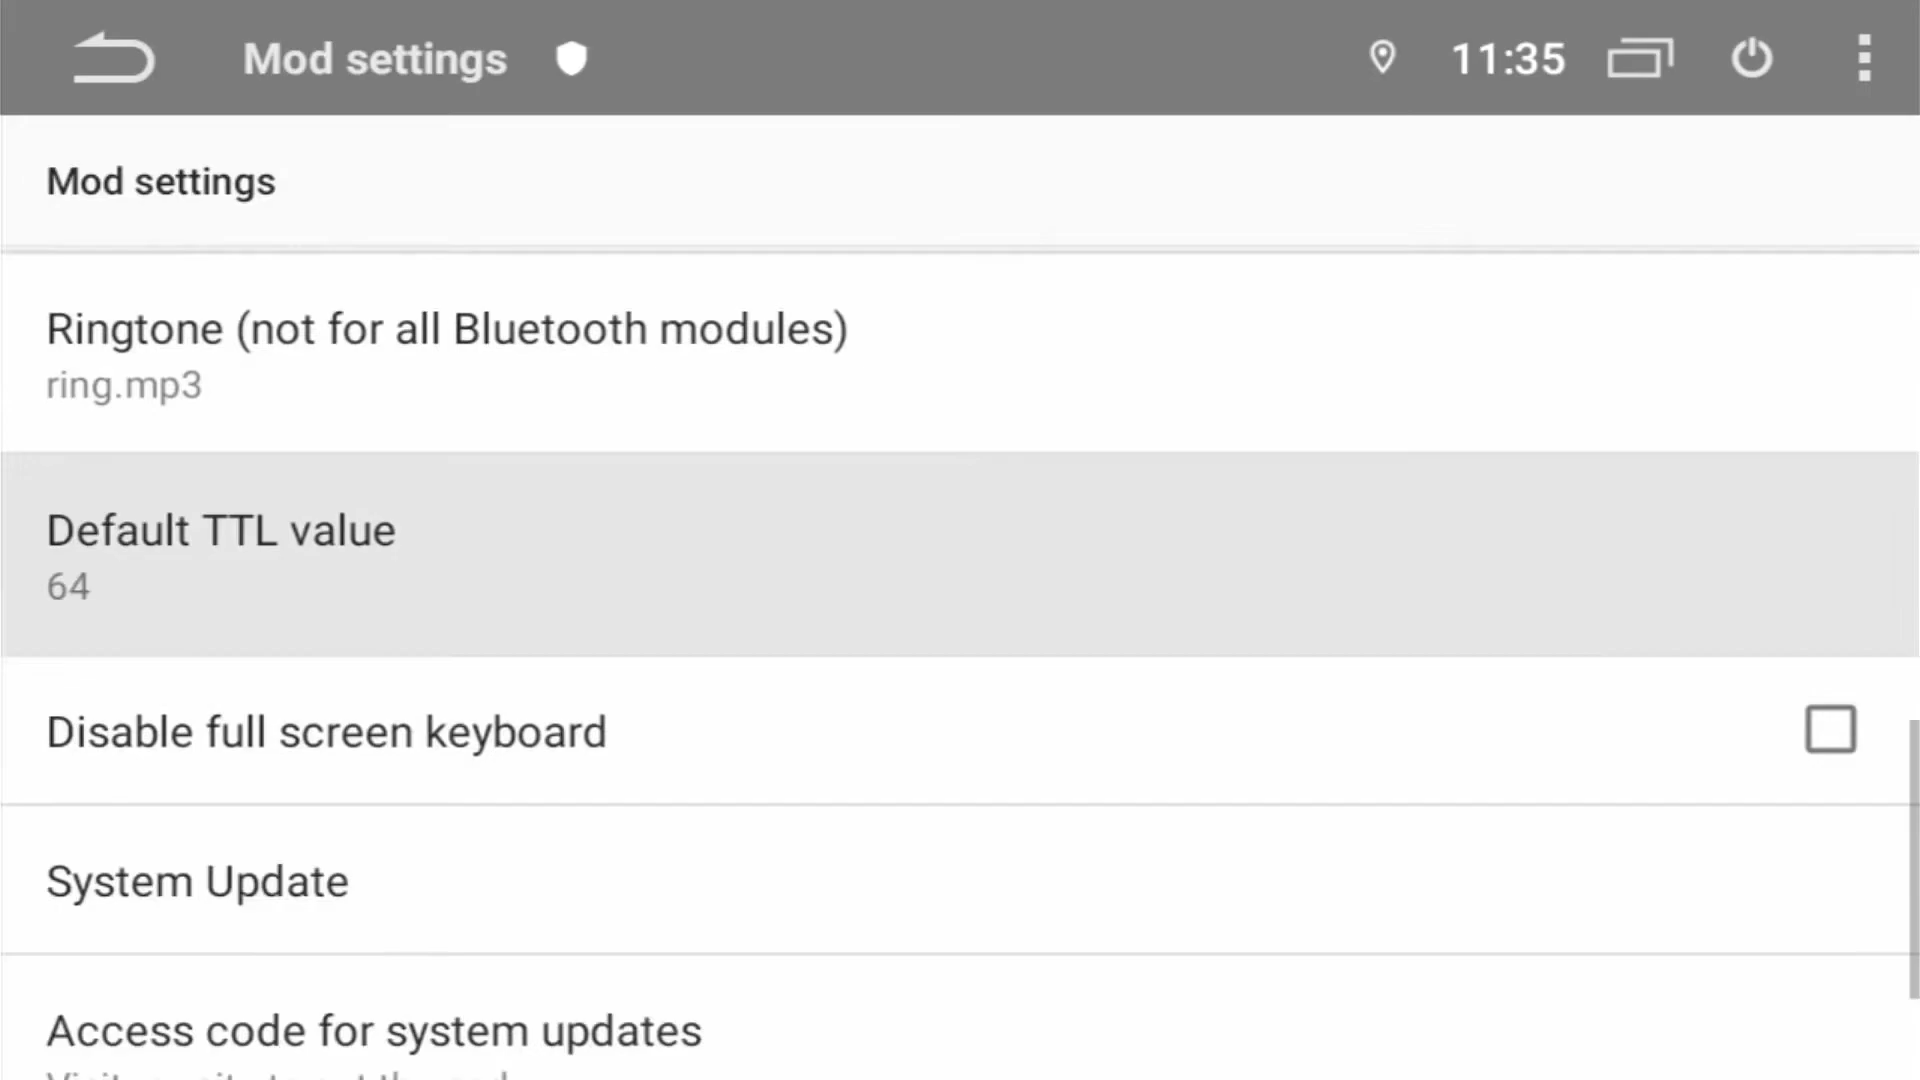 Mod settings
11:35
Mod settings
Ringtone (not for all Bluetooth modules)
ring.mp3
Default TTL value
64
Disable full screen keyboard
System Update
Access code for system updates